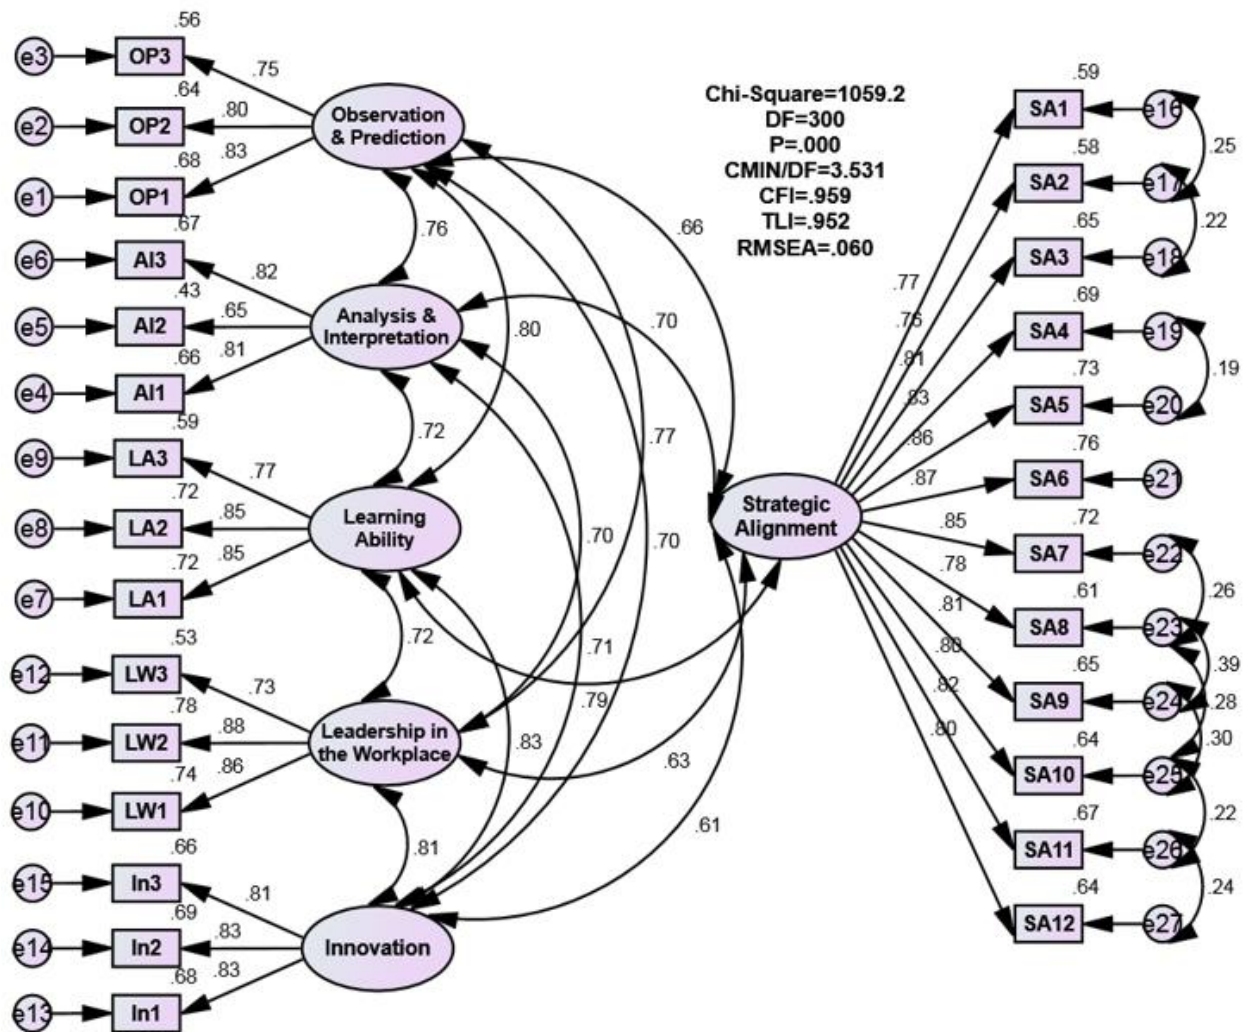 .56
e3 OP3
.75
.64
Observation
& Prediction
e2 OP2
.80
.68
.83
e1 OP1
.67
e6 AI3
.82
.43
Analysis &
Interpretation
e5 AI2
.65
.66
.81
e4 AI1
.59
e9 LA3
.77
.72
Learning
Ability
e8 LA2
.85
.72
.85
e7 LA1
.53
e12 LW3
.73
.78
Leadership in
the Workplace
e11 LW2
.88
.74
.86
e10 LW1
.66
e15 In3
.81
.69
Innovation
e14 In2
.83
.68
.83
e13 In1
.76
.80
.72
.72
.81
.83
.66
.70
.77
.70
.70
.71
.79
.63
.61
Chi-Square=1059.2
DF=300
P=.000
CMIN/DF=3.531
CFI=.959
TLI=.952
RMSEA=.060
Strategic
Alignment
.77
.76
.81
.83
.86
.87
.85
.78
.81
.80
.82
.80
.59
SA1 e16
.25
.58
SA2 e17
.22
.65
SA3 e18
.69
SA4 e19
.19
.73
SA5 e20
.76
SA6 e21
.72
SA7 e22
.26
.61
SA8 e23
.39
.65
SA9 e24
.28
.30
.64
SA10 e25
.22
.67
SA11 e26
.24
.64
SA12 e27